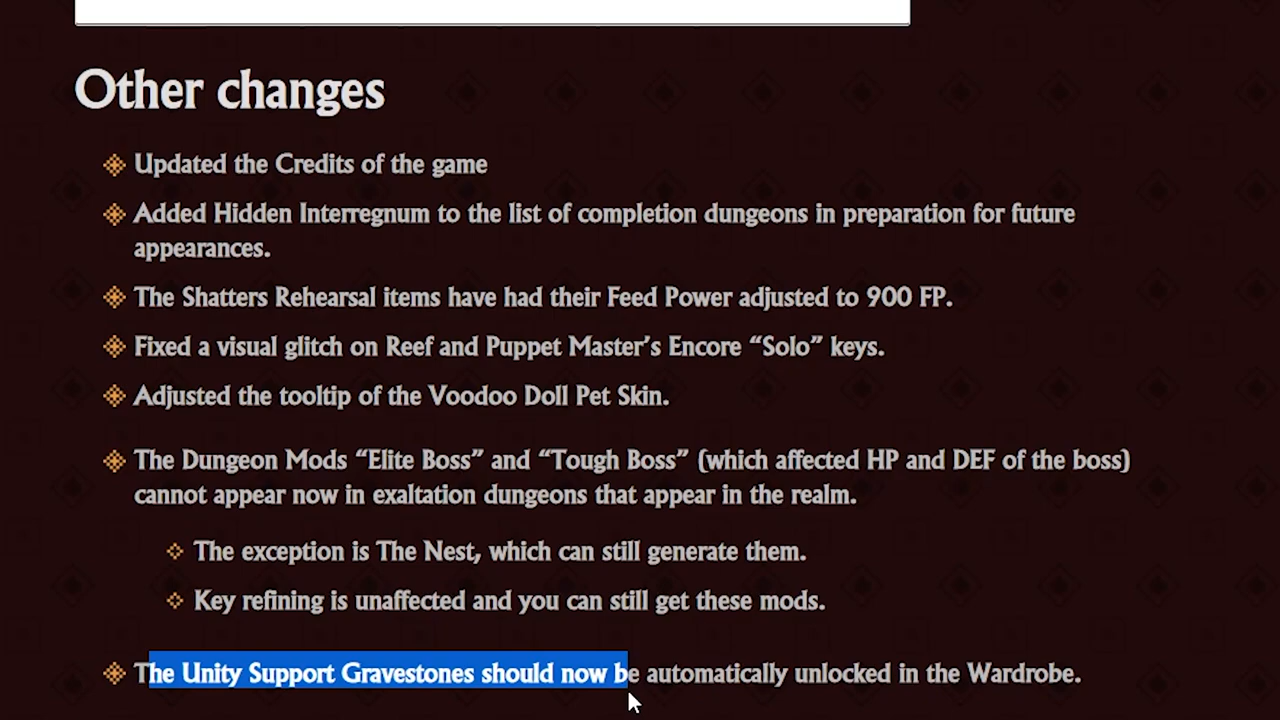 Other changes
Updated the Credits of the game
Added Hidden Interregnum to the list of completion dungeons in preparation for future
appearances.
The Shatters Rehearsal items have had their Feed Power adjusted to 900 FP.
Fixed a visual glitch on Reef and Puppet Master’s Encore “Solo” keys.
Adjusted the tooltip of the Voodoo Doll Pet Skin.
The Dungeon Mods “Elite Boss” and “Tough Boss” (which affected HP and DEF of the boss)
cannot appear now in exaltation dungeons that appear in the realm.
The exception is The Nest, which can still generate them.
Key refining is unaffected and you can still get these mods.
The Unity Support Gravestones should now be automatically unlocked in the Wardrobe.